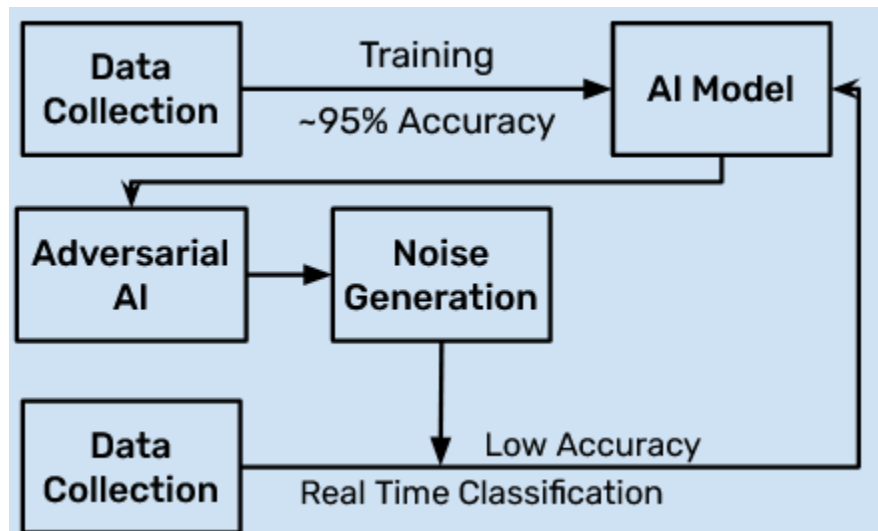 Data
Collection
Training
~95% Accuracy
AI Model
Adversarial
AI
Noise
Generation
Data
Collection
Low Accuracy
Real Time Classification